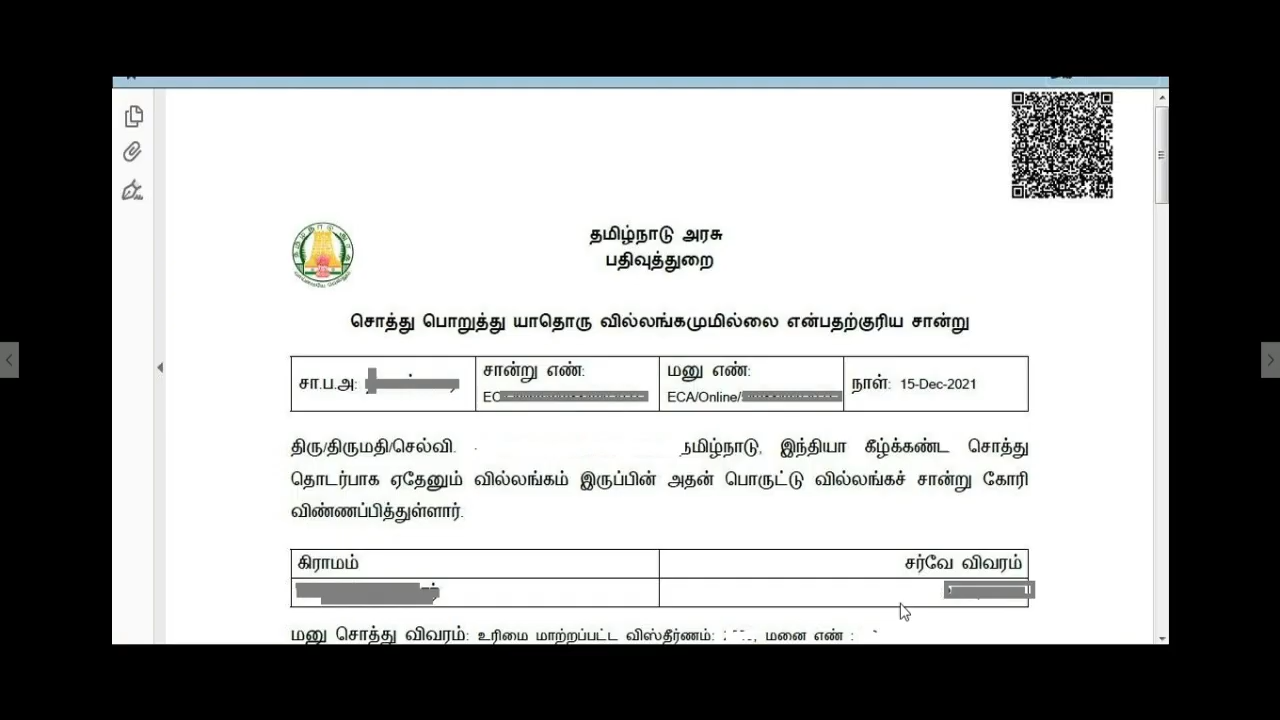 தமிழ்நாடு அரசு
பதிவுத்துறை
சொத்து பொறுத்து யாதொரு வில்லங்கமுமில்லை என்பதற்குரிய சான்று
சா.ப.அ:
சான்று எண்:
EC
மனு எண்:
ECA/Online/
நாள்: 15-Dec-2021
திரு/திருமதி/செல்வி. தமிழ்நாடு, இந்தியா கீழ்க்கண்ட சொத்து
தொடர்பாக ஏதேனும் வில்லங்கம் இருப்பின் அதன் பொருட்டு வில்லங்கச் சான்று கோரி
விண்ணப்பித்துள்ளார்.
கிராமம்
சர்வே விவரம்
மனு சொத்து விவரம்: உரிமை மாற்றப்பட்ட விஸ்தீர்ணம்: மனை எண் :